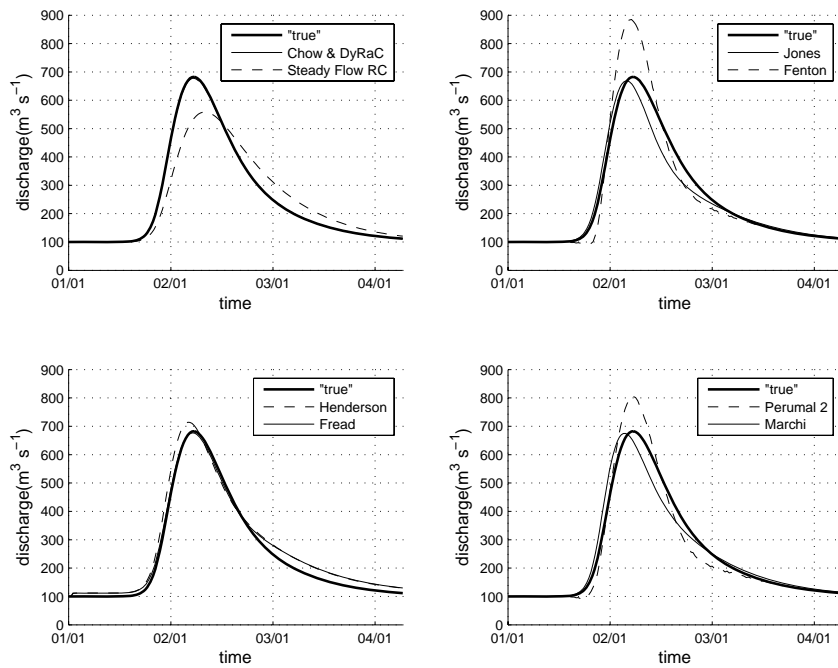 900
800
700
600
500
400
300
200
100
0
discharge(m³ s⁻¹)
"true"
Chow & DyRaC
Steady Flow RC
01/01 02/01 03/01 04/01
time
900
800
700
600
500
400
300
200
100
0
discharge(m³ s⁻¹)
"true"
Jones
Fenton
01/01 02/01 03/01 04/01
time
900
800
700
600
500
400
300
200
100
0
discharge(m³ s⁻¹)
"true"
Henderson
Fread
01/01 02/01 03/01 04/01
time
900
800
700
600
500
400
300
200
100
0
discharge(m³ s⁻¹)
"true"
Perumal 2
Marchi
01/01 02/01 03/01 04/01
time